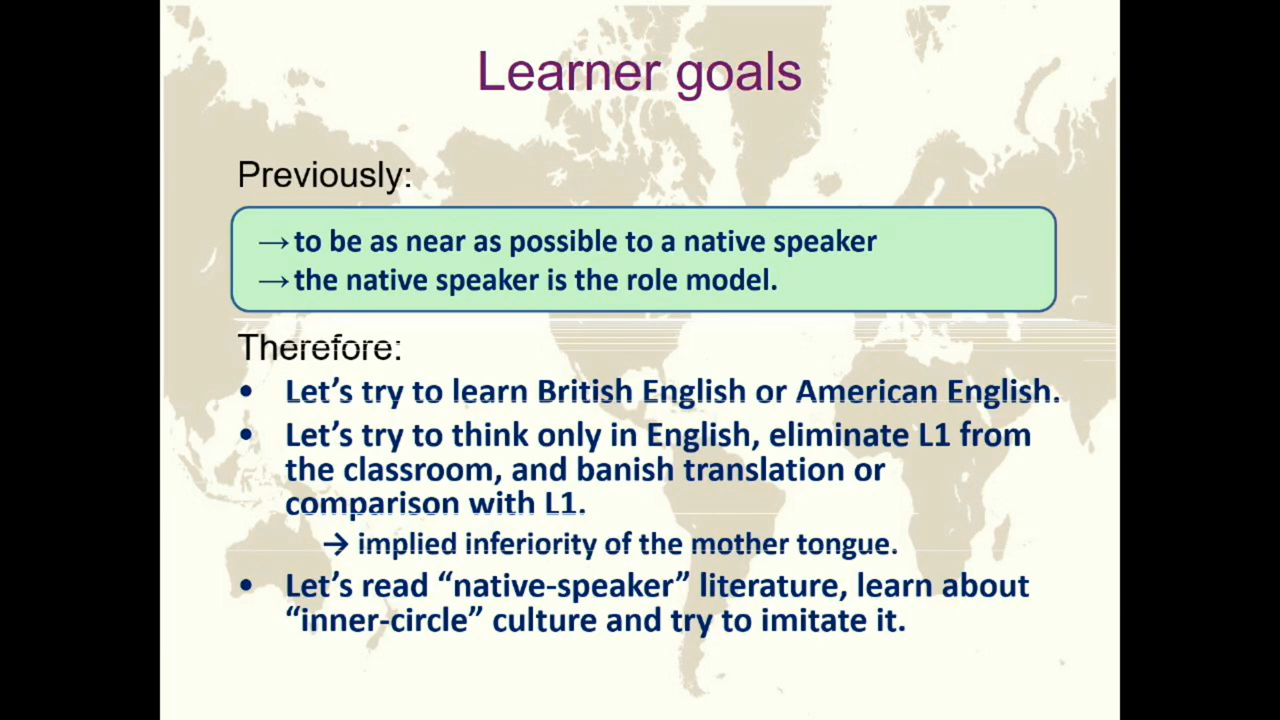 Learner goals
Previously:
→to be as near as possible to a native speaker
→the native speaker is the role model.
Therefore:
• Let’s try to learn British English or American English.
• Let’s try to think only in English, eliminate L1 from
the classroom, and banish translation or
comparison with L1.
→ implied inferiority of the mother tongue.
• Let’s read “native-speaker” literature, learn about
“inner-circle” culture and try to imitate it.